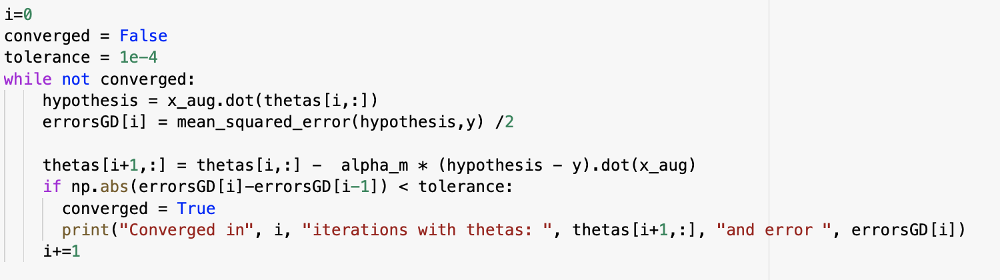 i=0
converged = False
tolerance = 1e-4
while not converged:
    hypothesis = x_aug.dot(thetas[i,:])
    errorsGD[i] = mean_squared_error(hypothesis,y) /2

    thetas[i+1,:] = thetas[i,:] -  alpha_m * (hypothesis - y).dot(x_aug)
    if np.abs(errorsGD[i]-errorsGD[i-1]) < tolerance:
      converged = True
      print("Converged in", i, "iterations with thetas: ", thetas[i+1,:], "and error ", errorsGD[i])
    i+=1